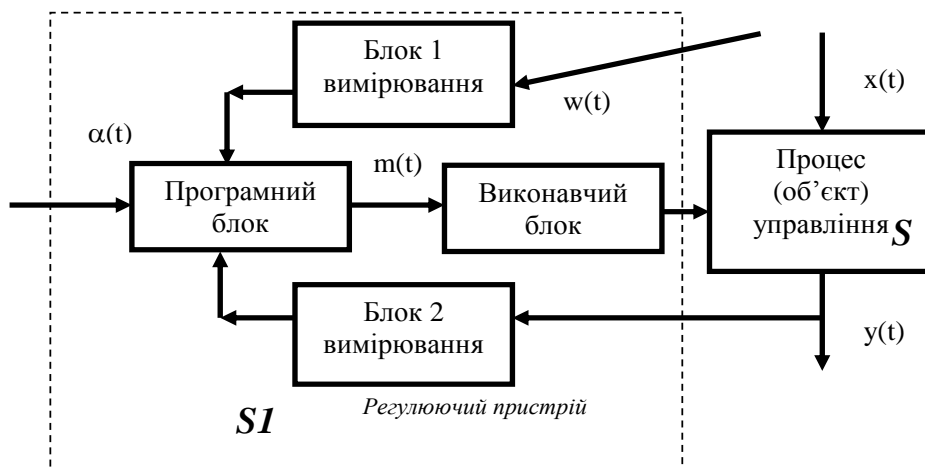 Блок 1
вимірювання
x(t)
w(t)
α(t)
m(t)
Програмний
блок
Виконавчий
блок
Процес
(об’єкт)
управління S
Блок 2
вимірювання
y(t)
S1
Регулюючий пристрій